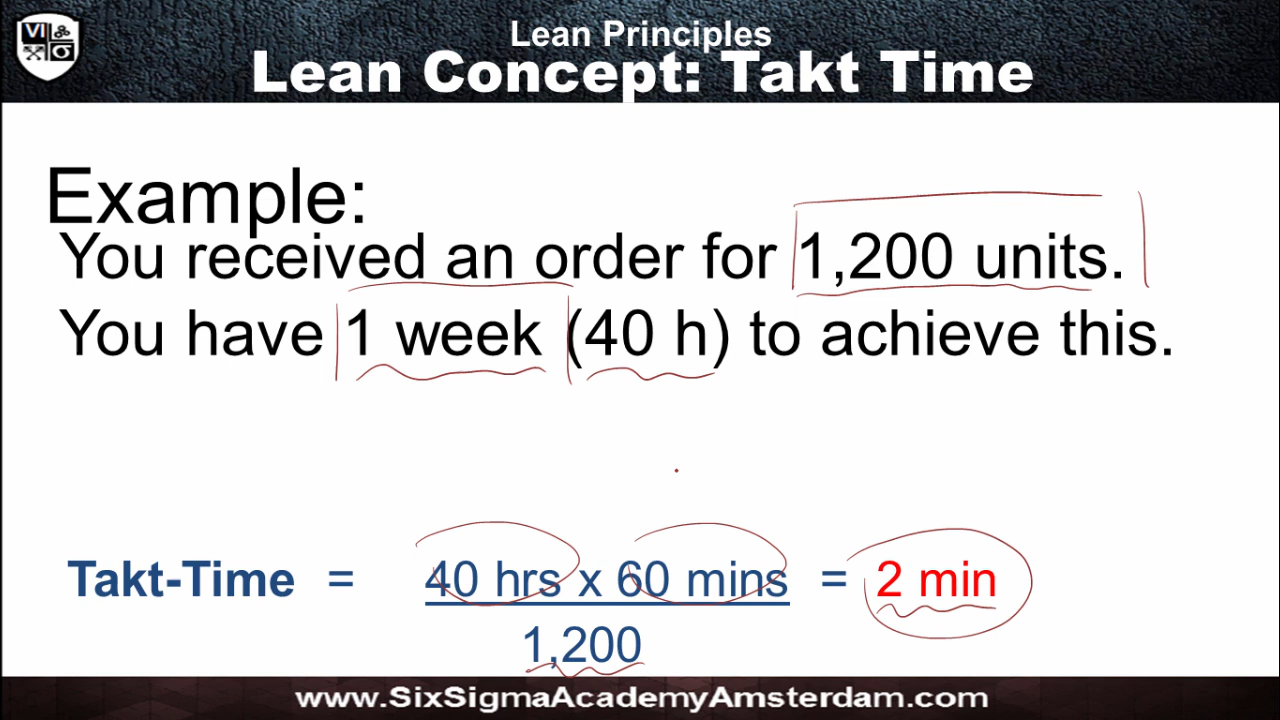 VI
Lean Principles
Lean Concept: Takt Time
Example:
You received an order for 1,200 units.
You have 1 week (40 h) to achieve this.
Takt-Time = 40 hrs x 60 mins = 2 min
1,200
www.SixSigmaAcademyAmsterdam.com